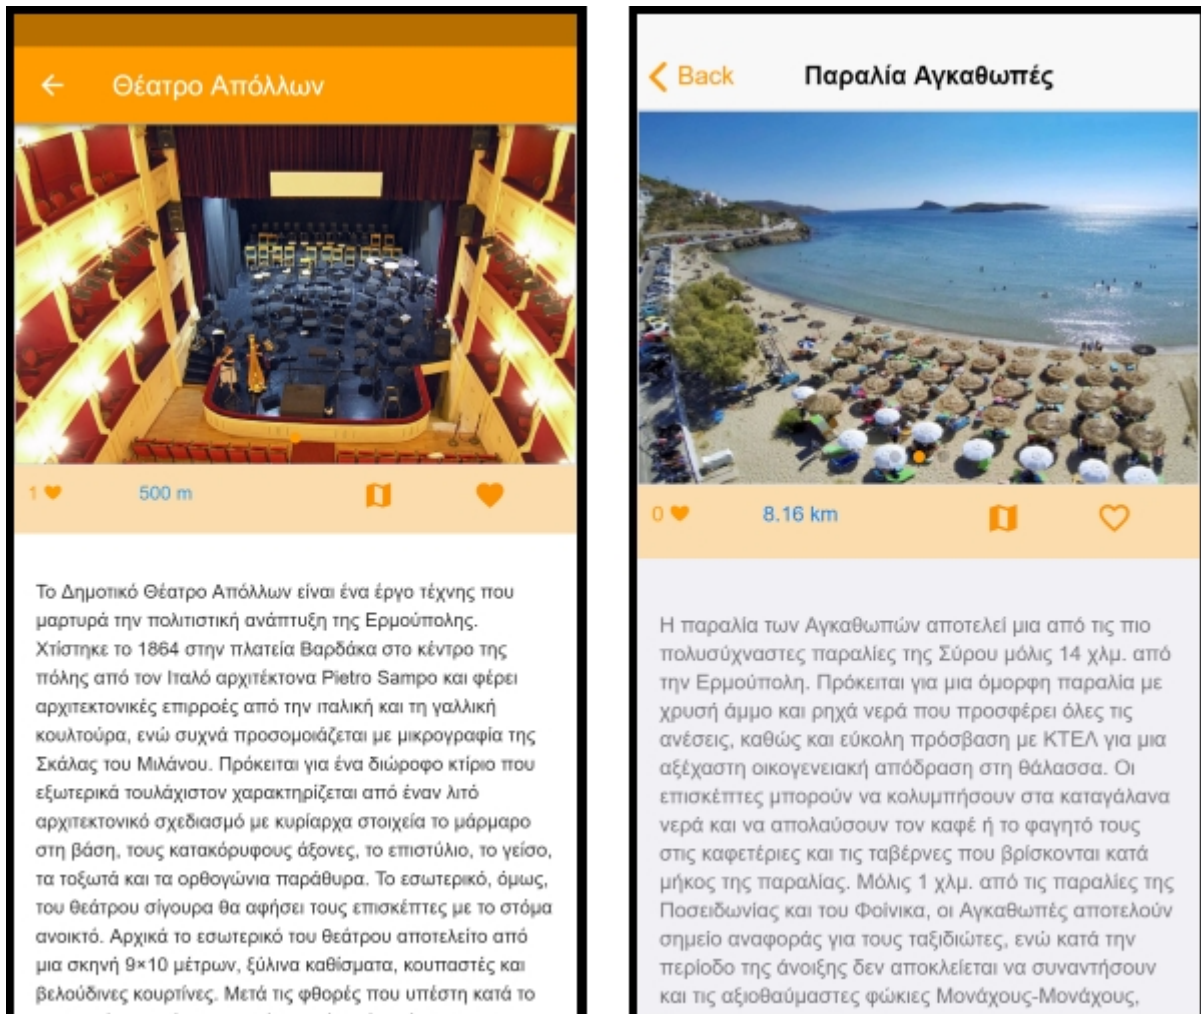 Θέατρο Απόλλων
1
500 m
Το Δημοτικό Θέατρο Απόλλων είναι ένα έργο τέχνης που
μαρτυρά την πολιτιστική ανάπτυξη της Ερμούπολης.
Χτίστηκε το 1864 στην πλατεία Βαρδάκα στο κέντρο της
πόλης από τον Ιταλό αρχιτέκτονα Pietro Sampo και φέρει
αρχιτεκτονικές επιρροές από την ιταλική και τη γαλλική
κουλτούρα, ενώ συχνά προσομοιάζεται με μικρογραφία της
Σκάλας του Μιλάνου. Πρόκειται για ένα διώροφο κτίριο που
εξωτερικά τουλάχιστον χαρακτηρίζεται από έναν λιτό
αρχιτεκτονικό σχεδιασμό με κυρίαρχα στοιχεία το μάρμαρο
στη βάση, τους κατακόρυφους άξονες, το επιστύλιο, το γείσο,
τα τοξωτά και τα ορθογώνια παράθυρα. Το εσωτερικό, όμως,
του θεάτρου σίγουρα θα αφήσει τους επισκέπτες με το στόμα
ανοικτό. Αρχικά το εσωτερικό του θεάτρου αποτελείτο από
μια σκηνή 9×10 μέτρων, ξύλινα καθίσματα, κουπαστές και
βελούδινες κουρτίνες. Μετά τις φθορές που υπέστη κατά το
Back
Παραλία Αγκαθωπές
0
8.16 km
Η παραλία των Αγκαθωπών αποτελεί μια από τις πιο
πολυσύχναστες παραλίες της Σύρου μόλις 14 χλμ. από
την Ερμούπολη. Πρόκειται για μια όμορφη παραλία με
χρυσή άμμο και ρηχά νερά που προσφέρει όλες τις
ανέσεις, καθώς και εύκολη πρόσβαση με ΚΤΕΛ για μια
αξέχαστη οικογενειακή απόδραση στη θάλασσα. Οι
επισκέπτες μπορούν να κολυμπήσουν στα καταγάλανα
νερά και να απολαύσουν τον καφέ ή το φαγητό τους
στις καφετέριες και τις ταβέρνες που βρίσκονται κατά
μήκος της παραλίας. Μόλις 1 χλμ. από τις παραλίες της
Ποσειδωνίας και του Φοίνικα, οι Αγκαθωπές αποτελούν
σημείο αναφοράς για τους ταξιδιώτες, ενώ κατά την
περίοδο της άνοιξης δεν αποκλείεται να συναντήσουν
και τις αξιοθαύμαστες φώκιες Μονάχους-Μονάχους,